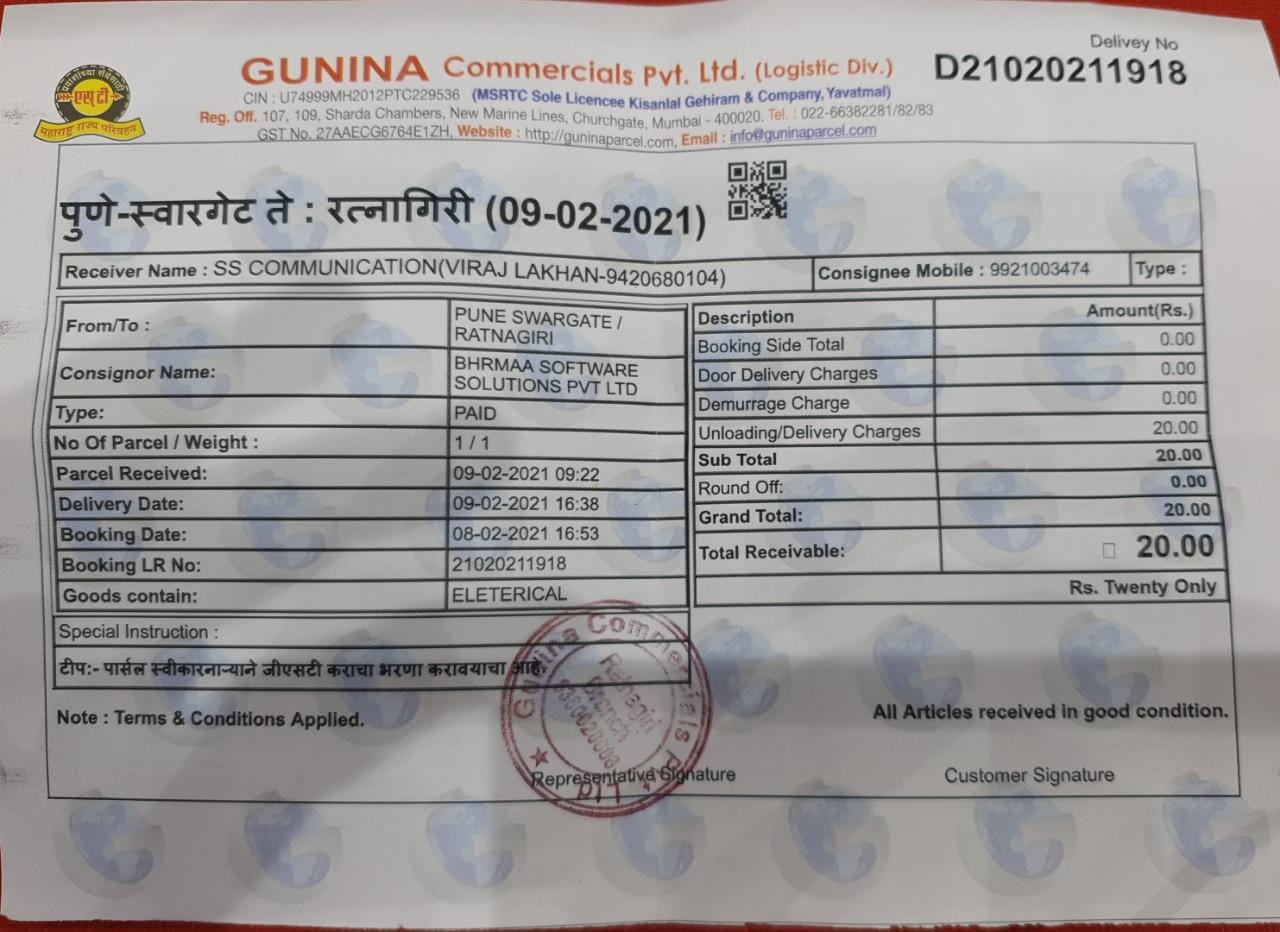 Delivey No
D21020211918
प्रवाशांच्या सेवेसाठी
एस्टी
महाराष्ट्र राज्य परिवहन
GUNINA Commercials Pvt. Ltd. (Logistic Div.)
CIN : U74999MH2012PTC229536 (MSRTC Sole Licencee Kisanlal Gehiram & Company, Yavatmal)
Reg. Off. 107, 109, Sharda Chambers, New Marine Lines, Churchgate, Mumbai - 400020. Tel. : 022-66382281/82/83
GST No. 27AAECG6764E1ZH, Website : http://guninaparcel.com, Email : info@guninaparcel.com
पुणे-स्वारगेट ते : रत्नागिरी (09-02-2021)
Receiver Name : SS COMMUNICATION(VIRAJ LAKHAN-9420680104) Consignee Mobile : 9921003474 Type :
From/To : PUNE SWARGATE /
RATNAGIRI
Consignor Name: BHRMAA SOFTWARE
SOLUTIONS PVT LTD
Type: PAID
No Of Parcel / Weight : 1 / 1
Parcel Received: 09-02-2021 09:22
Delivery Date: 09-02-2021 16:38
Booking Date: 08-02-2021 16:53
Booking LR No: 21020211918
Goods contain: ELETERICAL
Description Amount(Rs.)
Booking Side Total 0.00
Door Delivery Charges 0.00
Demurrage Charge 0.00
Unloading/Delivery Charges 20.00
Sub Total 20.00
Round Off: 0.00
Grand Total: 20.00
Total Receivable: 20.00
Rs. Twenty Only
Special Instruction :
टीप:- पार्सल स्वीकारनाऱ्याने जीएसटी कराचा भरणा करावयाचा आहे.
Note : Terms & Conditions Applied.
All Articles received in good condition.
Gunina Commercials Pvt. Ltd
Ratnagiri
Branch
Representative Signature
Customer Signature